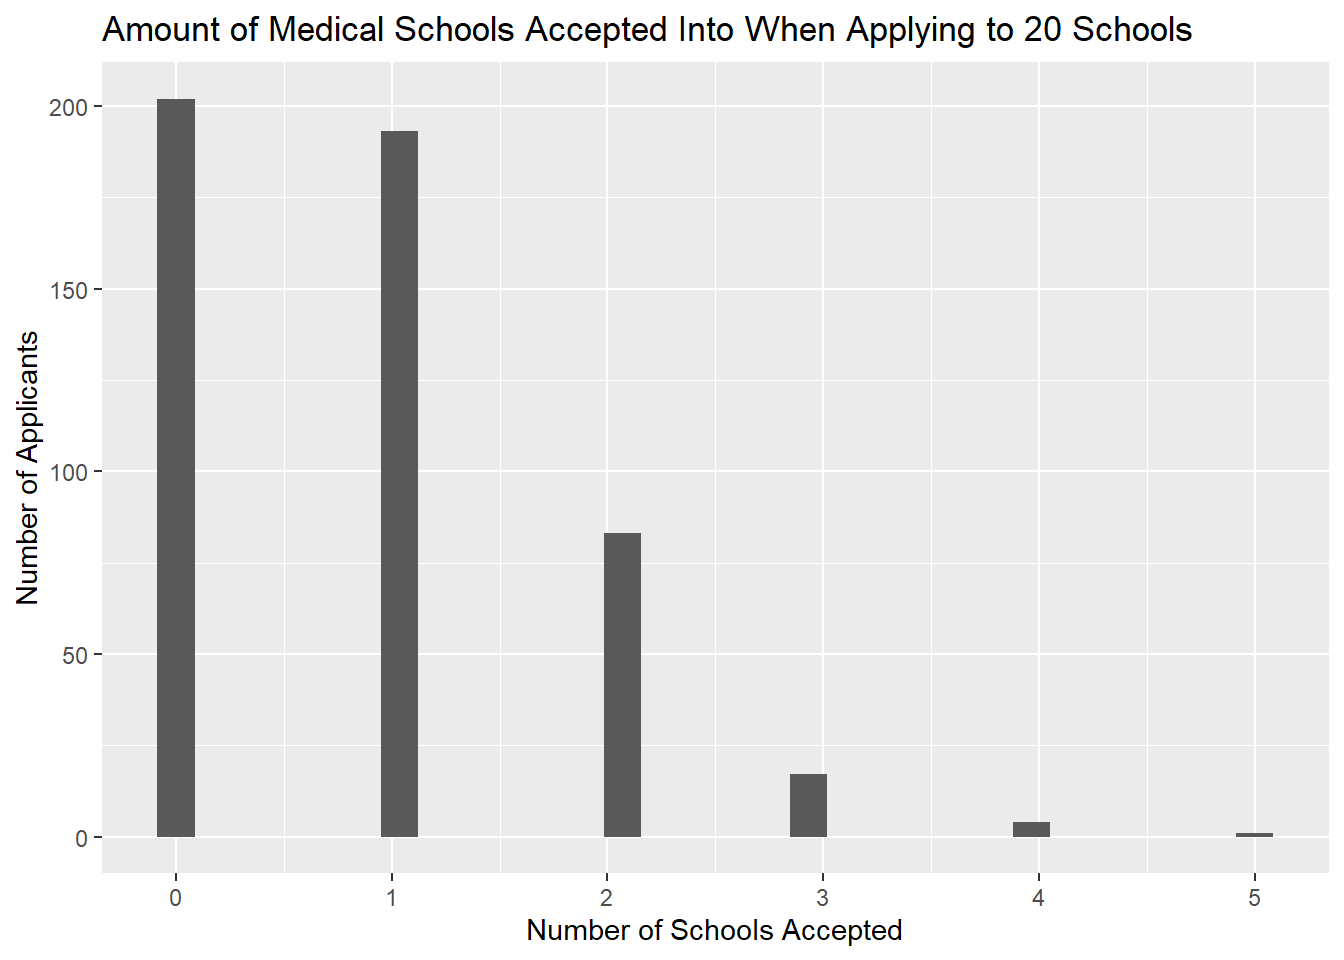 Amount of Medical Schools Accepted Into When Applying to 20 Schools
200
150
100
50
0
Number of Applicants
0 1 2 3 4 5
Number of Schools Accepted